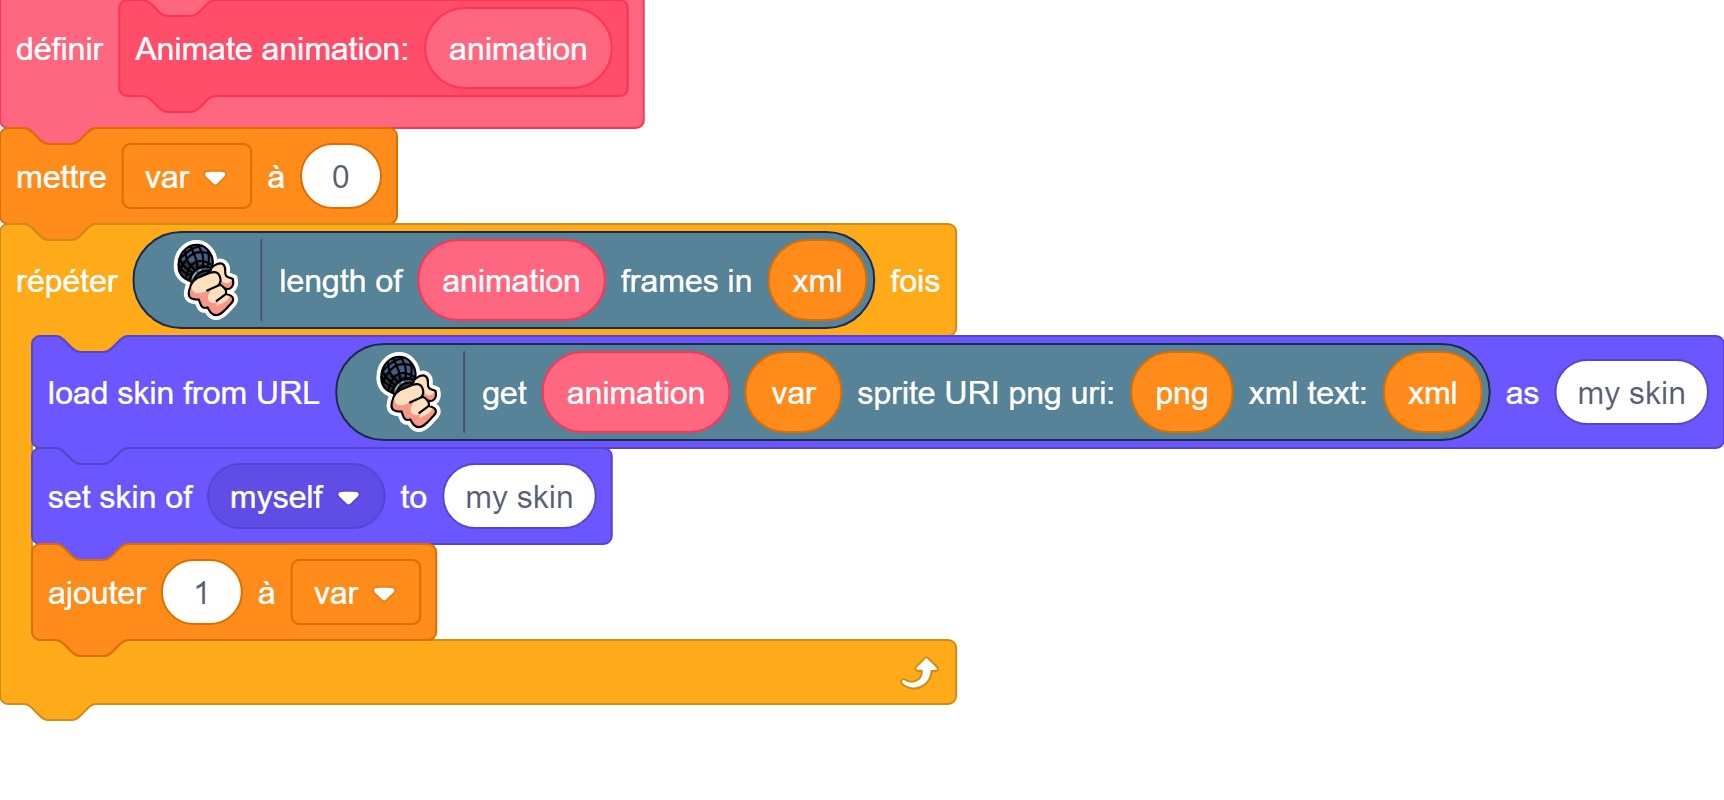 définir Animate animation: animation
mettre var à 0
répéter length of animation frames in xml fois
load skin from URL get animation var sprite URI png uri: png xml text: xml as my skin
set skin of myself to my skin
ajouter 1 à var